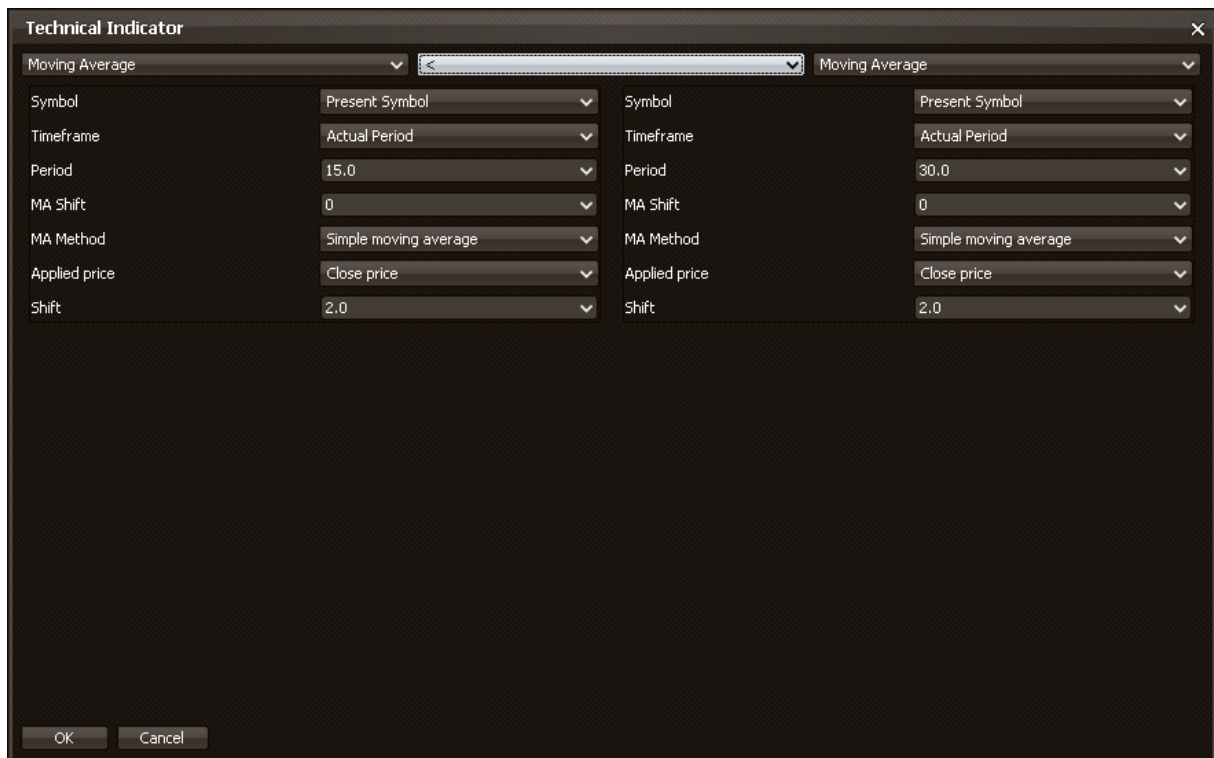 Technical Indicator
Moving Average < Moving Average
Symbol Present Symbol Symbol Present Symbol
Timeframe Actual Period Timeframe Actual Period
Period 15.0 Period 30.0
MA Shift 0 MA Shift 0
MA Method Simple moving average MA Method Simple moving average
Applied price Close price Applied price Close price
Shift 2.0 Shift 2.0
OK Cancel